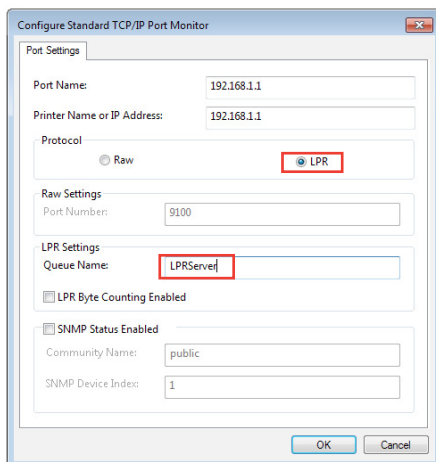 Configure Standard TCP/IP Port Monitor
Port Settings
Port Name: 192.168.1.1
Printer Name or IP Address: 192.168.1.1
Protocol
Raw LPR
Raw Settings
Port Number: 9100
LPR Settings
Queue Name: LPRServer
LPR Byte Counting Enabled
SNMP Status Enabled
Community Name: public
SNMP Device Index: 1
OK Cancel